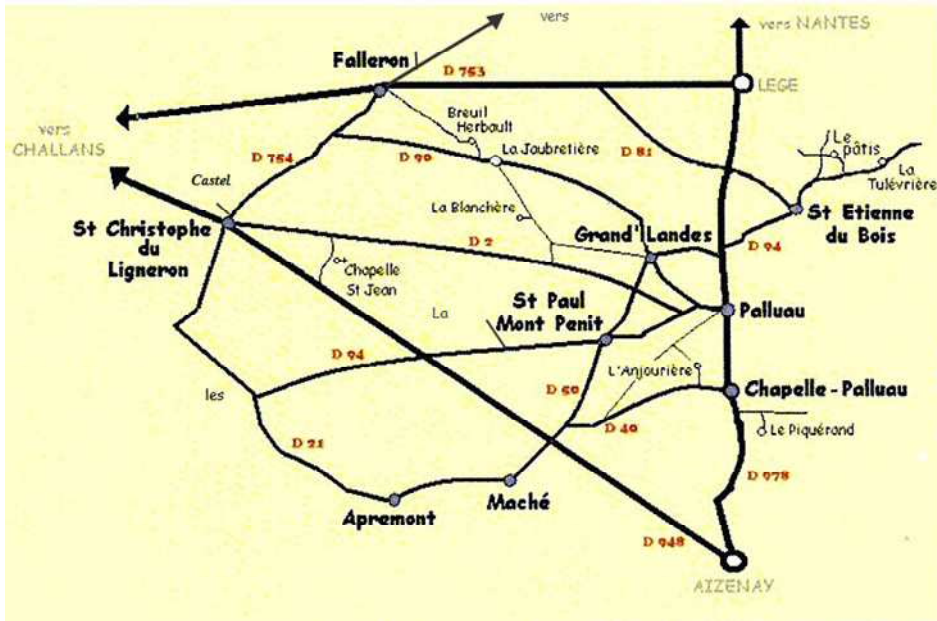 vers
vers NANTES
Falleron
D 753
LEGE
vers
CHALLANS
Breuil
Herbault
D 754
D 90
La Jaubretière
D 81
Le
pâtis
La
Tulévrière
Castel
St Christophe
du
Ligneron
La Blanchère
D 2
Grand'Landes
D 94
St Etienne
du Bois
Chapelle
St Jean
La
St Paul
Mont Penit
Palluau
D 94
L'Anjourière
les
D 50
Chapelle-Palluau
D 40
Le Piquérand
D 21
D 978
Apremont
Maché
D 948
AIZENAY